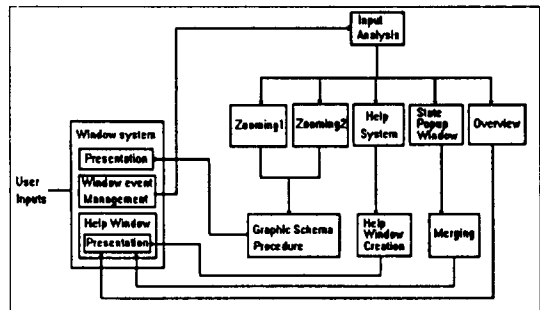 Input
Analysis
Zooming1
Zooming2
Help
System
State
Popup
Window
Overview
Window system
Presentation
User
Inputs
Window event
Management
Help Window
Presentation
Graphic Schema
Procedure
Help
Window
Creation
Merging